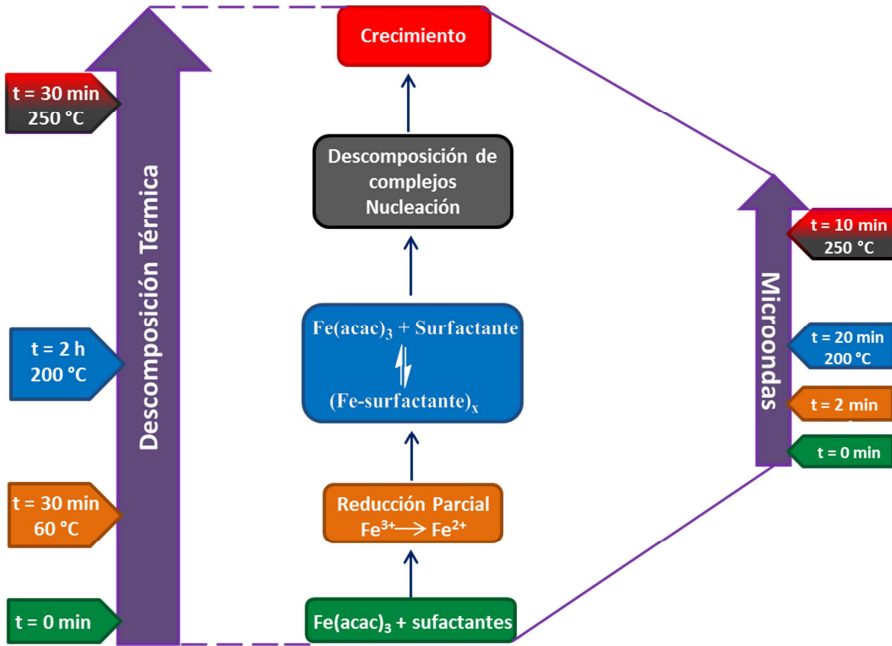 Crecimiento
t = 30 min
250 °C
Descomposición de
complejos
Nucleación
t = 10 min
250 °C
Descomposición Térmica
Microondas
t = 2 h
200 °C
Fe(acac)₃ + Surfactante
(Fe-surfactante)ₓ
t = 20 min
200 °C
t = 2 min
t = 0 min
t = 30 min
60 °C
Reducción Parcial
Fe³⁺ → Fe²⁺
t = 0 min
Fe(acac)₃ + sufactantes